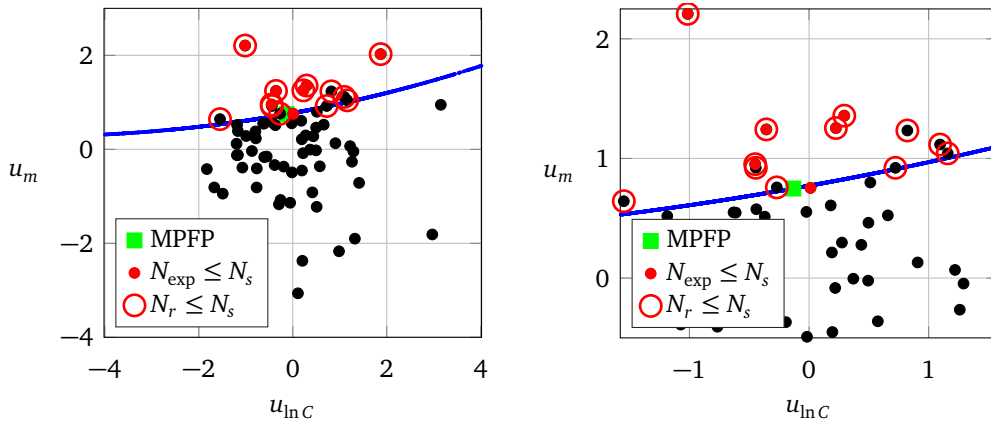 2
0
−2
−4
u_m
−4 −2 0 2 4
u_{ln C}
MPFP
N_exp ≤ N_s
N_r ≤ N_s
2
1
0
u_m
−1 0 1
u_{ln C}
MPFP
N_exp ≤ N_s
N_r ≤ N_s